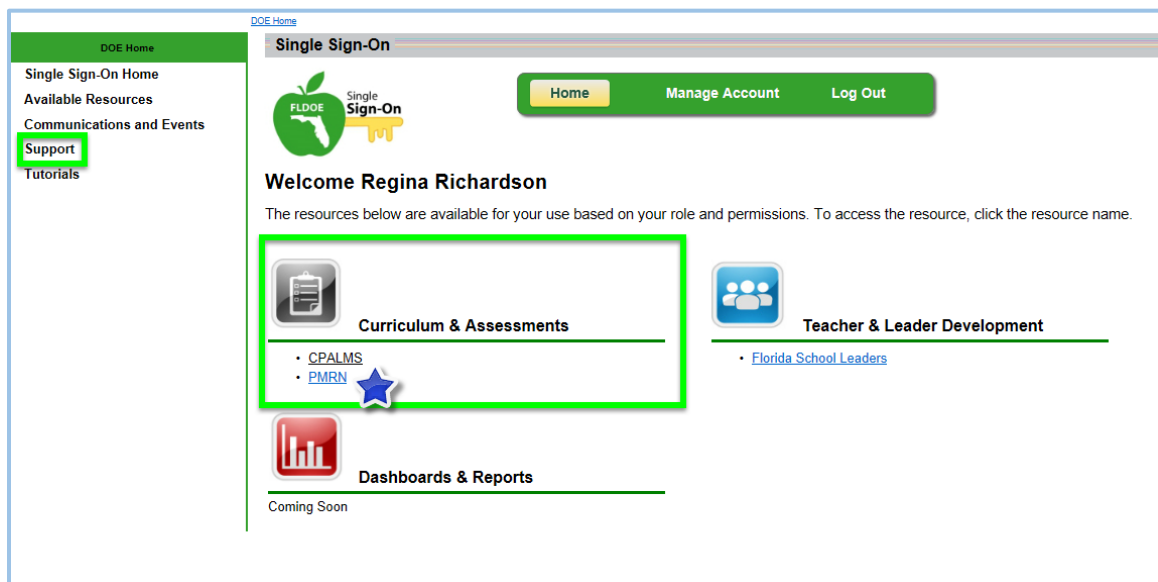 DOE Home
DOE Home
Single Sign-On Home
Available Resources
Communications and Events
Support
Tutorials
Single Sign-On
FLDOE
Single
Sign-On
Home Manage Account Log Out
Welcome Regina Richardson
The resources below are available for your use based on your role and permissions. To access the resource, click the resource name.
Curriculum & Assessments
• CPALMS
• PMRN
Teacher & Leader Development
• Florida School Leaders
Dashboards & Reports
Coming Soon